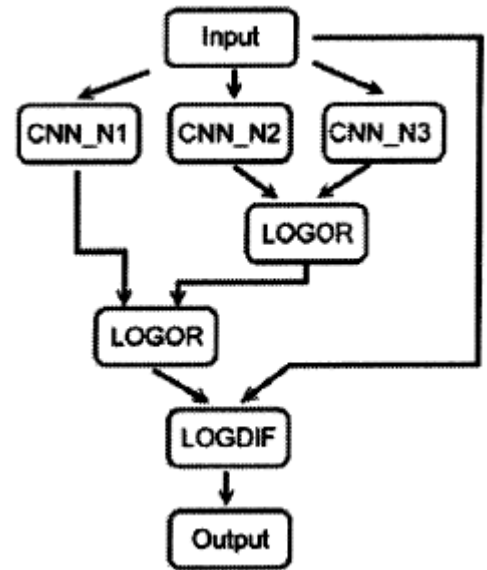 Input
CNN_N1
CNN_N2
CNN_N3
LOGOR
LOGOR
LOGDIF
Output